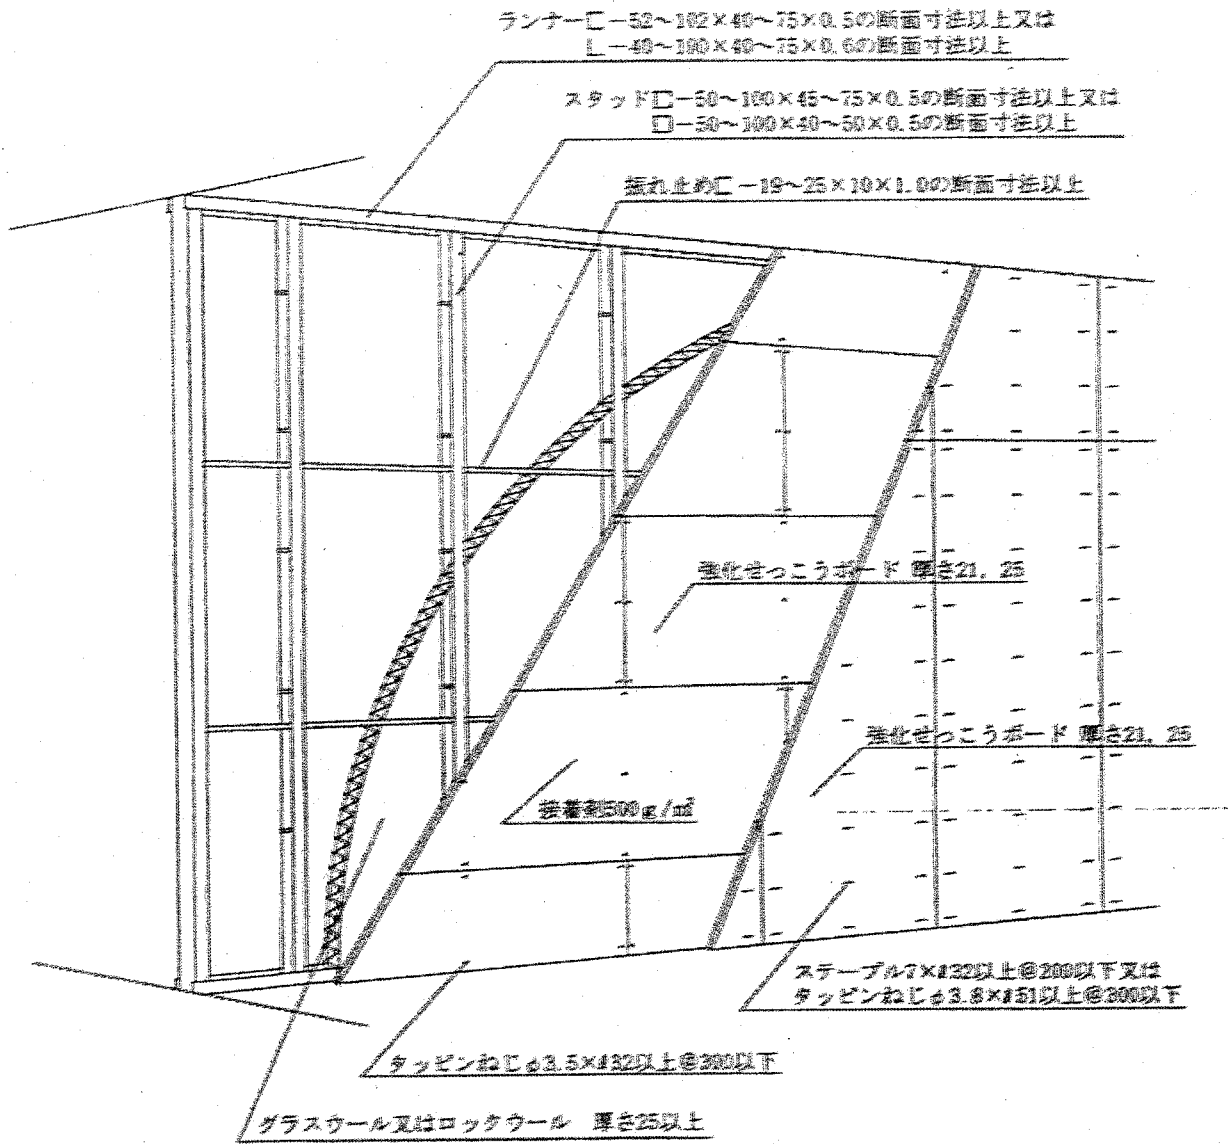 ランナー⊏－52～102×40～75×0.5の断面寸法以上又は
L－40～100×40～75×0.6の断面寸法以上
スタッド⊏－50～100×45～75×0.5の断面寸法以上又は
口－50～100×40～50×0.5の断面寸法以上
振れ止め⊏－19～25×10×1.0の断面寸法以上
強化せっこうボード 厚さ21，25
強化せっこうボード 厚さ21，25
接着剤500g/㎡
ステープル7×ℓ32以上@200以下又は
タッピンねじφ3.8×ℓ51以上@300以下
タッピンねじφ3.5×ℓ32以上@300以下
グラスウール又はロックウール 厚さ25以上